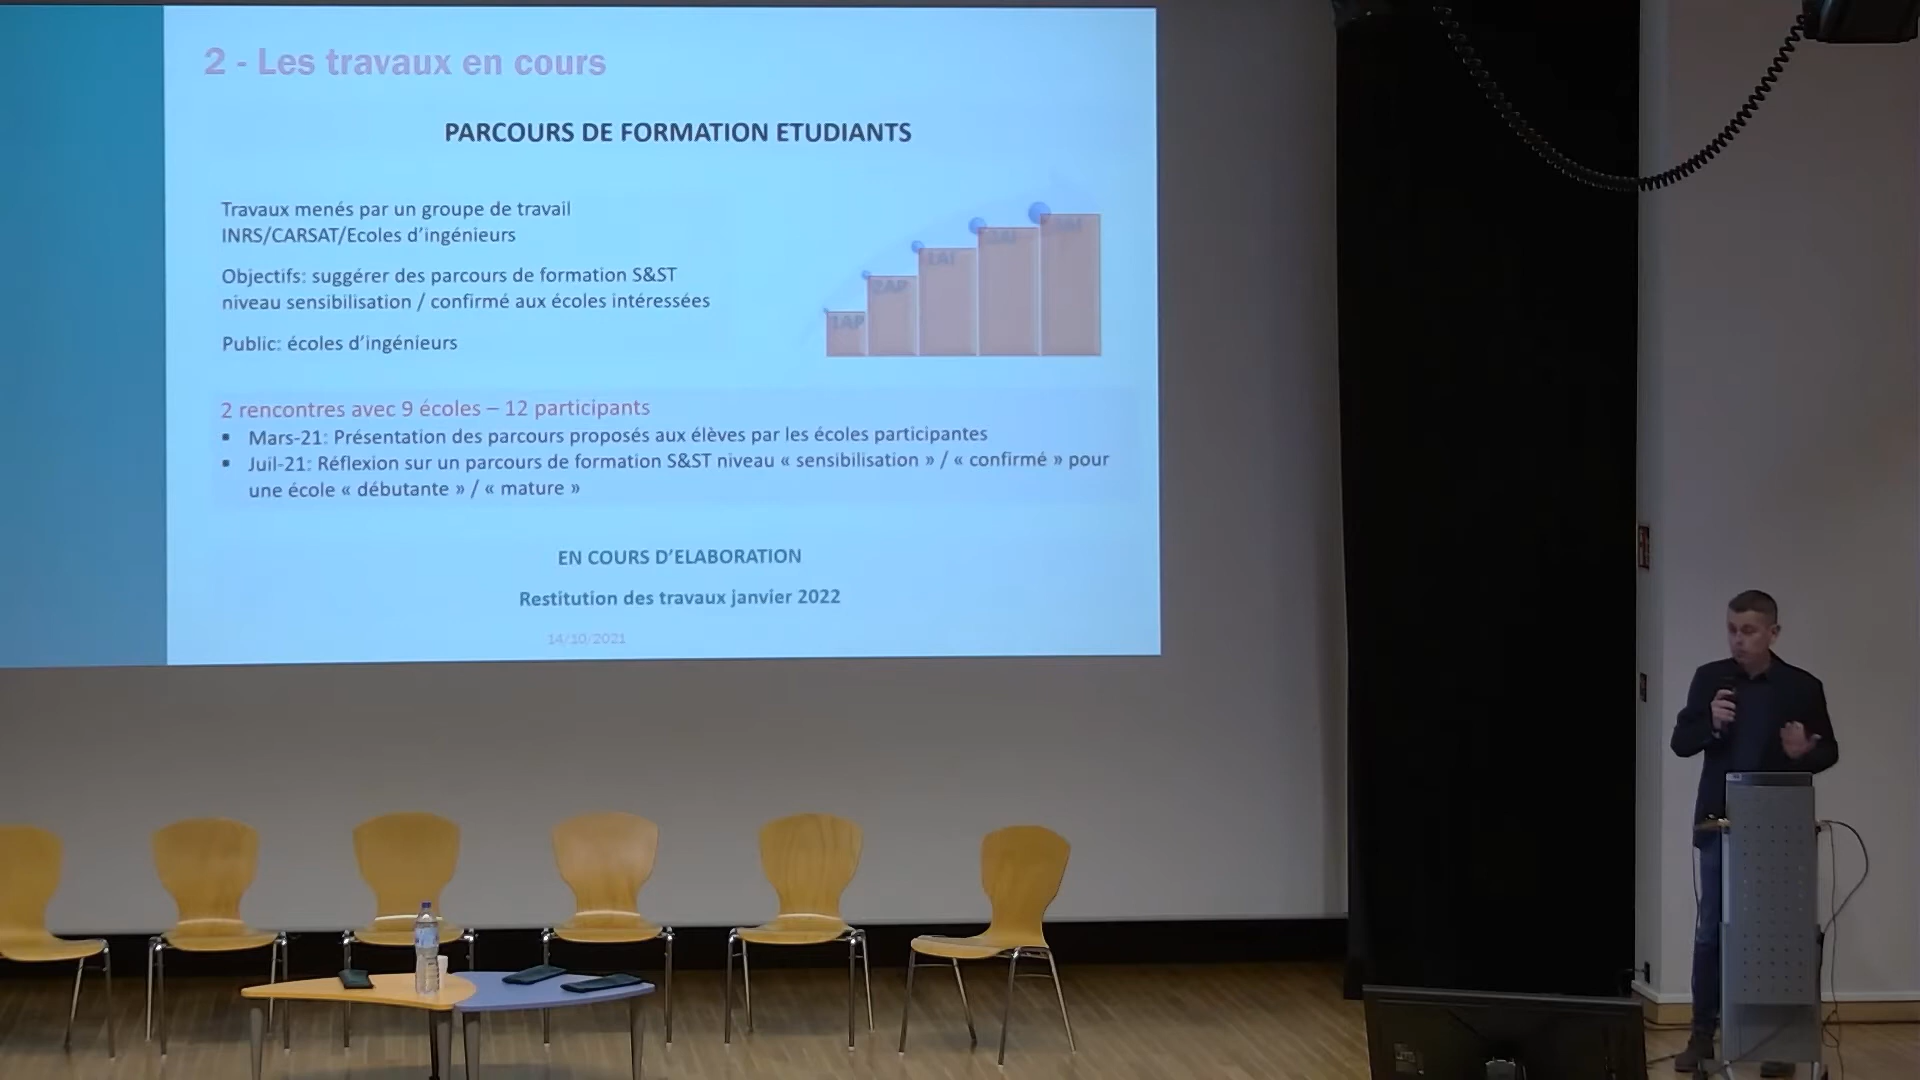 2 - Les travaux en cours
PARCOURS DE FORMATION ETUDIANTS
Travaux menés par un groupe de travail
INRS/CARSAT/Ecoles d'ingénieurs
Objectifs: suggérer des parcours de formation S&ST
niveau sensibilisation / confirmé aux écoles intéressées
Public: écoles d'ingénieurs
1AP
2AP
1AI
2 rencontres avec 9 écoles – 12 participants
▪ Mars-21: Présentation des parcours proposés aux élèves par les écoles participantes
▪ Juil-21: Réflexion sur un parcours de formation S&ST niveau « sensibilisation » / « confirmé » pour
une école « débutante » / « mature »
EN COURS D'ELABORATION
Restitution des travaux janvier 2022
14/10/2021